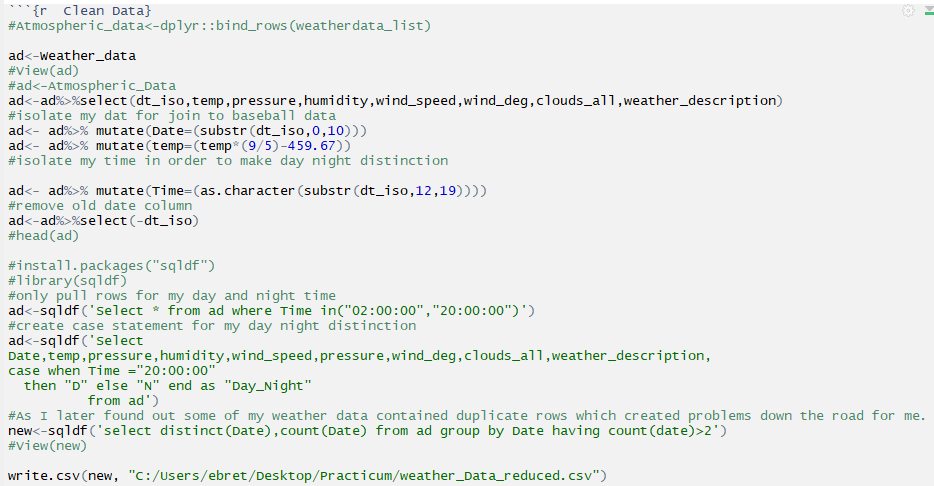 ```{r  Clean Data}
#Atmospheric_data<-dplyr::bind_rows(weatherdata_list)
ad<-Weather_data
#View(ad)
#ad<-Atmospheric_Data
ad<-ad%>%select(dt_iso,temp,pressure,humidity,wind_speed,wind_deg,clouds_all,weather_description)
#isolate my dat for join to baseball data
ad<- ad%>% mutate(Date=(substr(dt_iso,0,10)))
ad<- ad%>% mutate(temp=(temp*(9/5)-459.67))
#isolate my time in order to make day night distinction
ad<- ad%>% mutate(Time=(as.character(substr(dt_iso,12,19))))
#remove old date column
ad<-ad%>%select(-dt_iso)
#head(ad)
#install.packages("sqldf")
#library(sqldf)
#only pull rows for my day and night time
ad<-sqldf('Select * from ad where Time in("02:00:00","20:00:00")')
#create case statement for my day night distinction
ad<-sqldf('Select
Date,temp,pressure,humidity,wind_speed,pressure,wind_deg,clouds_all,weather_description,
case when Time ="20:00:00"
then "D" else "N" end as "Day_Night"
from ad')
#As I later found out some of my weather data contained duplicate rows which created problems down the road for me.
new<-sqldf('select distinct(Date),count(Date) from ad group by Date having count(date)>2')
#View(new)
write.csv(new, "C:/Users/ebret/Desktop/Practicum/weather_Data_reduced.csv")